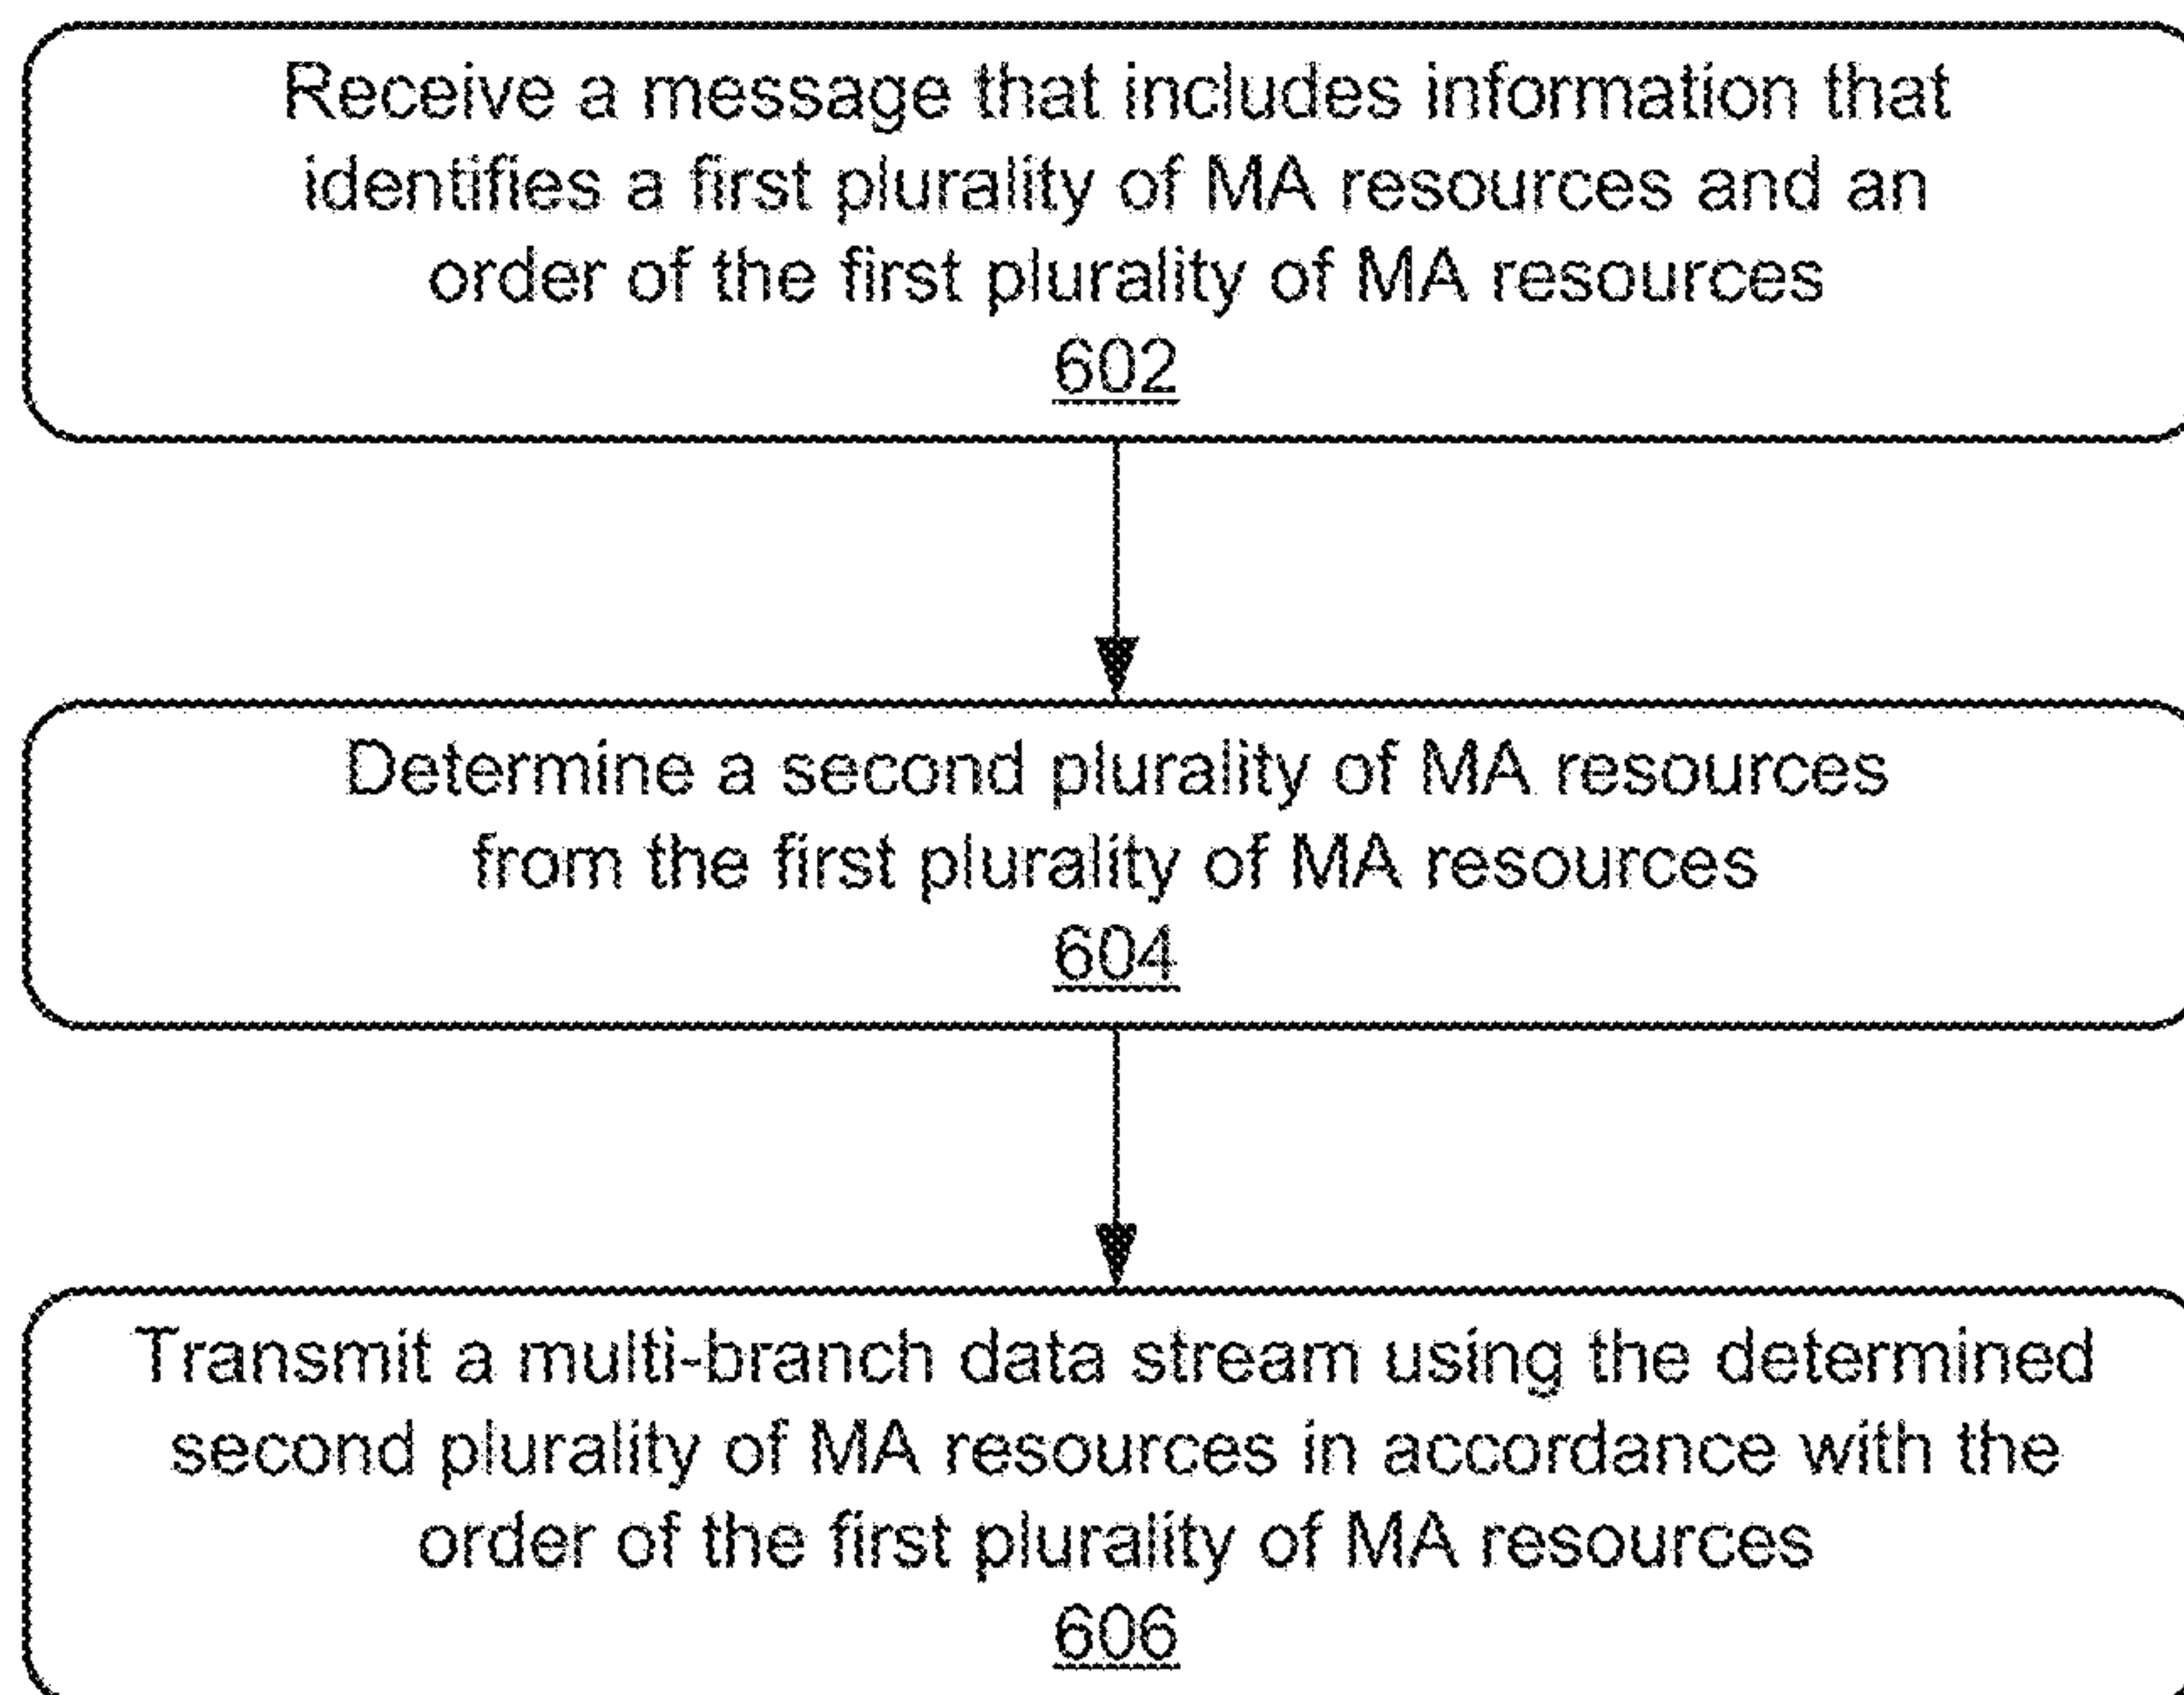 Receive a message that includes information that
identifies a first plurality of MA resources and an
order of the first plurality of MA resources
602
Determine a second plurality of MA resources
from the first plurality of MA resources
604
Transmit a multi-branch data stream using the determined
second plurality of MA resources in accordance with the
order of the first plurality of MA resources
606